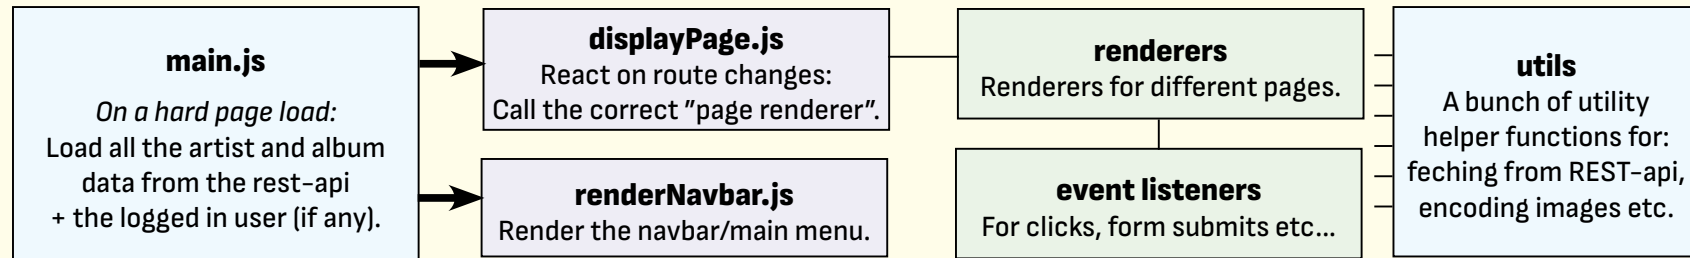 main.js
On a hard page load:
Load all the artist and album
data from the rest-api
+ the logged in user (if any).
displayPage.js
React on route changes:
Call the correct ”page renderer”.
renderNavbar.js
Render the navbar/main menu.
renderers
Renderers for different pages.
event listeners
For clicks, form submits etc...
utils
A bunch of utility
helper functions for:
feching from REST-api,
encoding images etc.